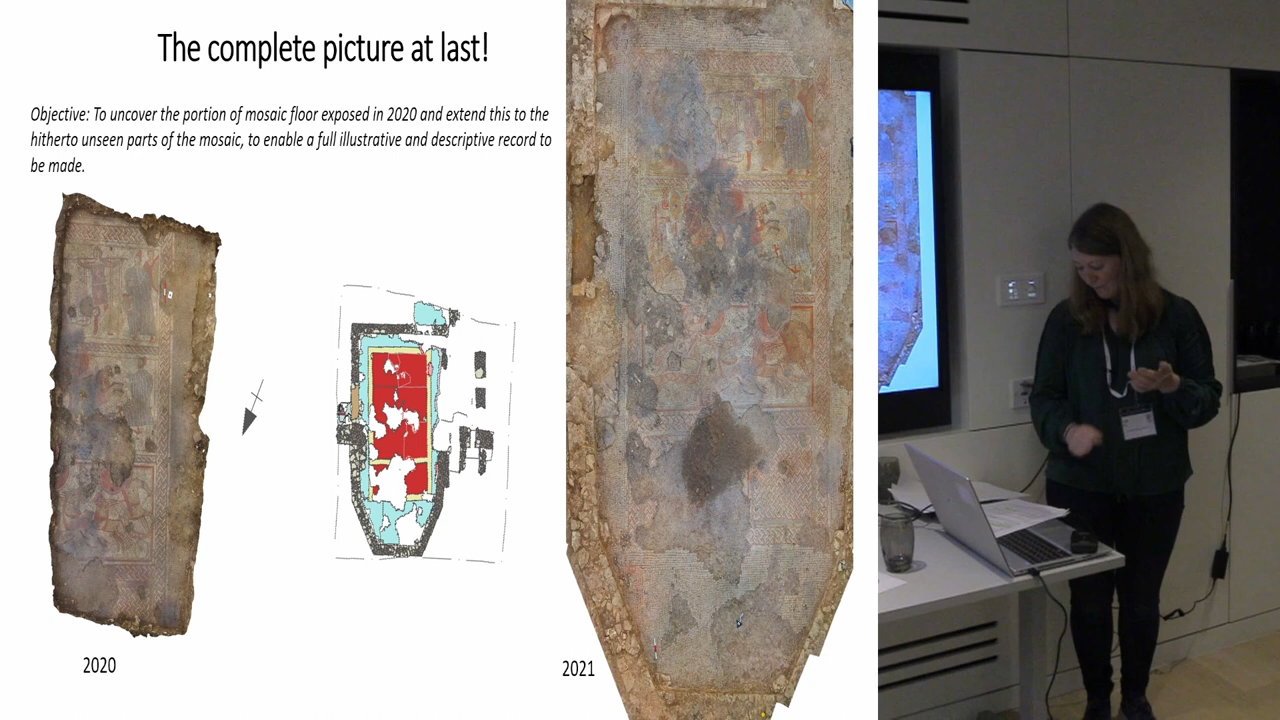 The complete picture at last!
Objective: To uncover the portion of mosaic floor exposed in 2020 and extend this to the
hitherto unseen parts of the mosaic, to enable a full illustrative and descriptive record to
be made.
2020
2021